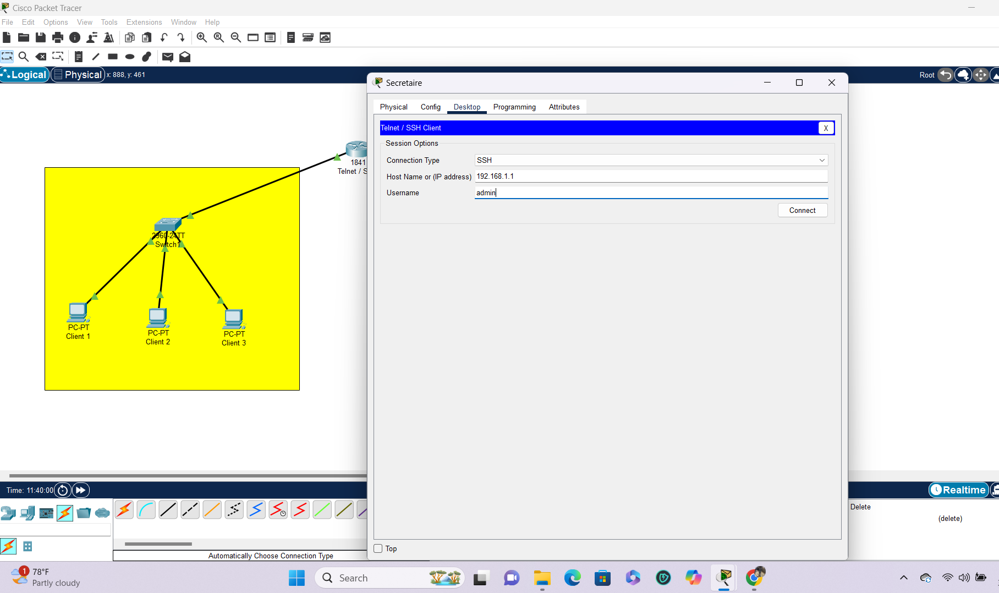 Cisco Packet Tracer
File Edit Options View Tools Extensions Window Help
Logical Physical x: 888, y: 461
Root
Secretaire
Physical Config Desktop Programming Attributes
Telnet / SSH Client X
Session Options
Connection Type SSH
Host Name or (IP address) 192.168.1.1
Username admin
Connect
1841
Telnet / S
2960-24TT
Switch1
PC-PT
Client 1
PC-PT
Client 2
PC-PT
Client 3
Top
Time: 11:40:00
Realtime
Delete
(delete)
Automatically Choose Connection Type
1
78°F
Partly cloudy
Search